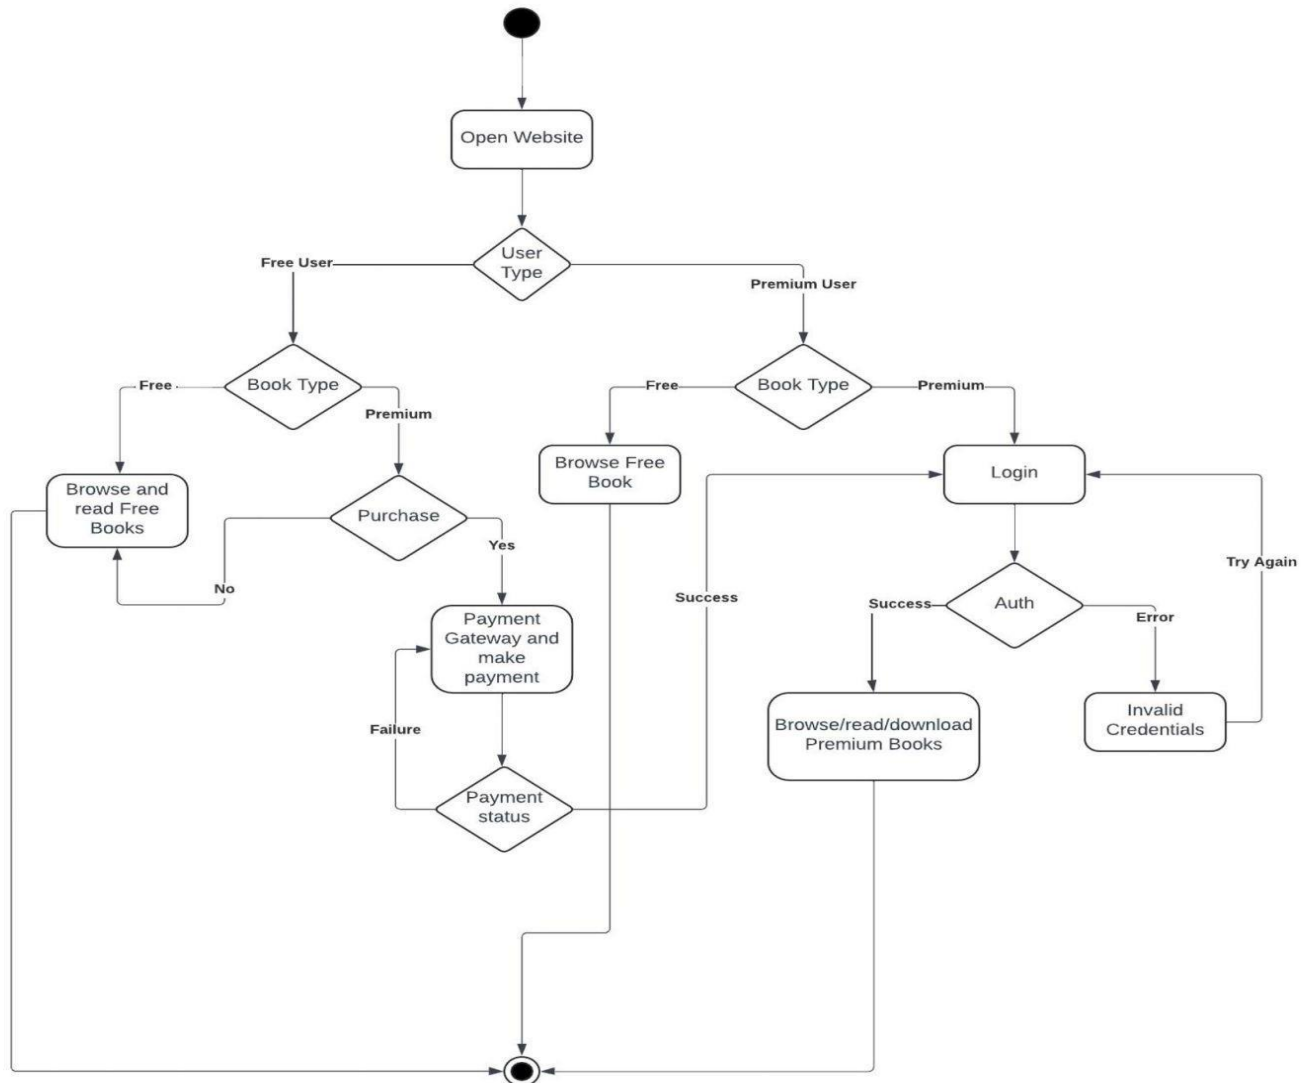 Open Website
User
Type
Free User
Premium User
Book Type
Book Type
Free
Premium
Free
Premium
Browse and
read Free
Books
Purchase
Browse Free
Book
Login
No
Yes
Success
Auth
Try Again
Success
Error
Payment
Gateway and
make
payment
Failure
Browse/read/download
Premium Books
Invalid
Credentials
Payment
status